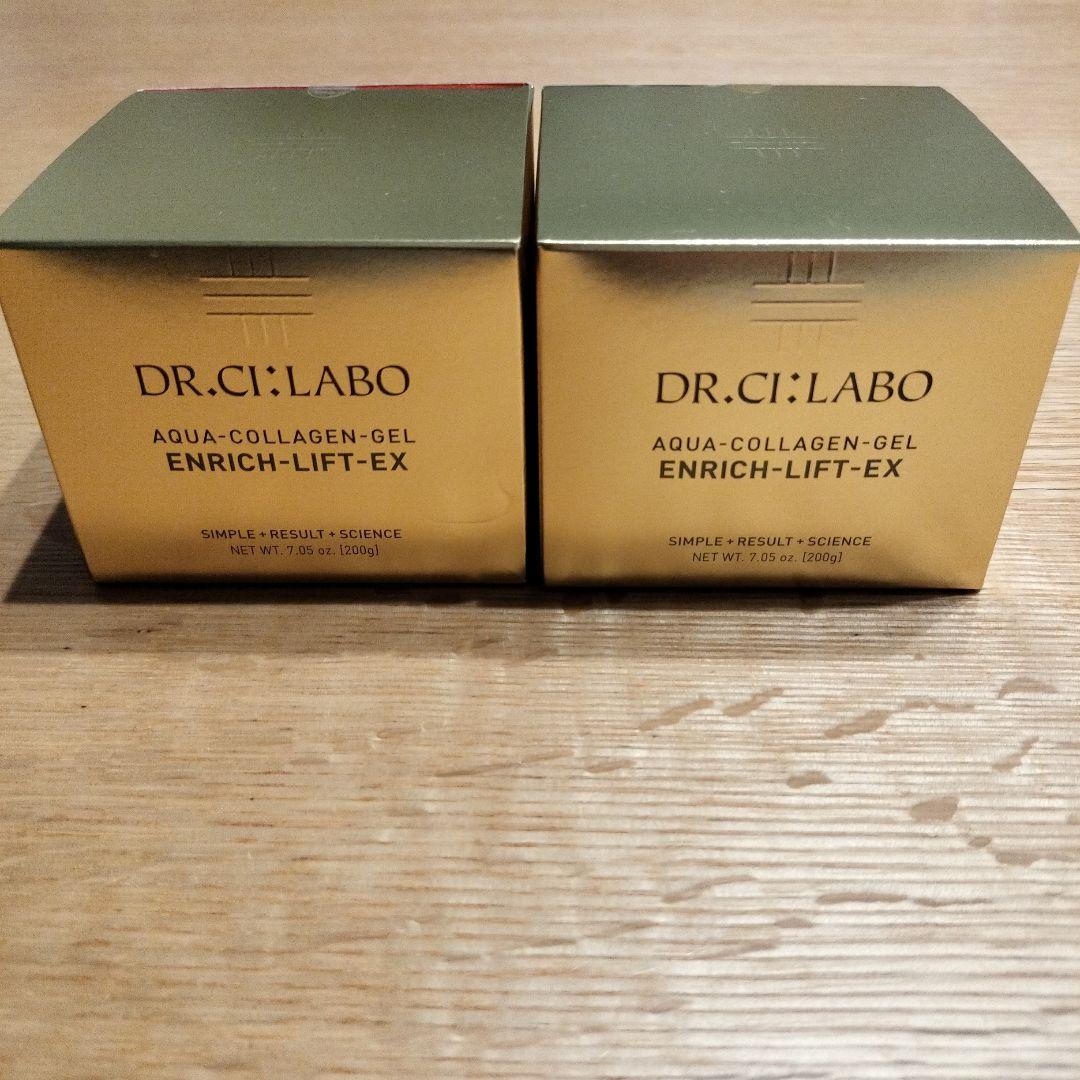 DR.CI:LABO
AQUA-COLLAGEN-GEL
ENRICH-LIFT-EX
SIMPLE + RESULT + SCIENCE
NET WT. 7.05 oz. [200g]
DR.CI:LABO
AQUA-COLLAGEN-GEL
ENRICH-LIFT-EX
SIMPLE + RESULT + SCIENCE
NET WT. 7.05 oz. [200g]